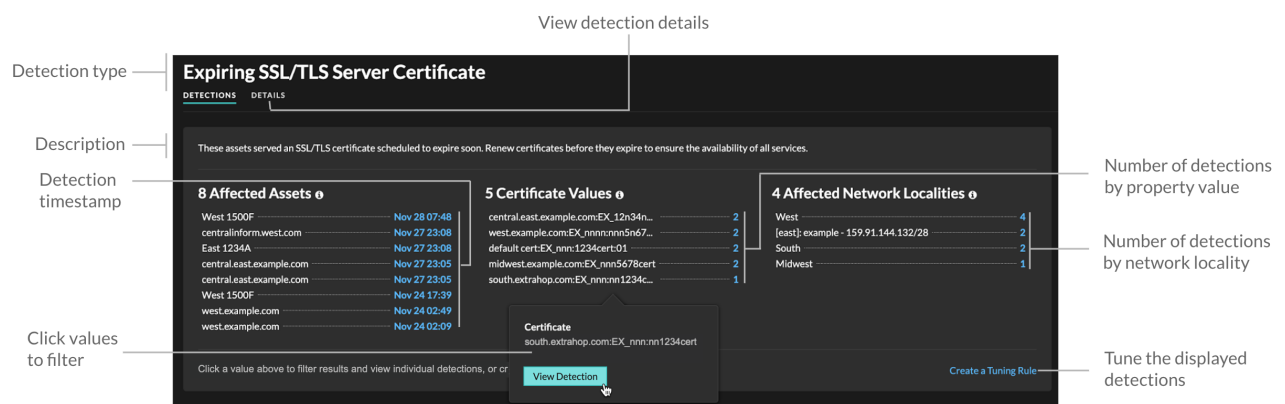 View detection details
Detection type
Expiring SSL/TLS Server Certificate
DETECTIONS DETAILS
Description
These assets served an SSL/TLS certificate scheduled to expire soon. Renew certificates before they expire to ensure the availability of all services.
Detection
timestamp
8 Affected Assets
West 1500F Nov 28 07:48
centralinform.west.com Nov 27 23:08
East 1234A Nov 27 23:08
central.east.example.com Nov 27 23:05
central.east.example.com Nov 27 23:05
West 1500F Nov 24 17:39
west.example.com Nov 24 02:49
west.example.com Nov 24 02:09
5 Certificate Values
central.east.example.com:EX_12n34n... 2
west.example.com:EX_nnnn:nnn5n67... 2
default cert:EX_nnn:1234cert:01 2
midwest.example.com:EX_nnn5678cert 2
south.extrahop.com:EX_nnn:nn1234c... 1
4 Affected Network Localities
West 4
[east]: example - 159.91.144.132/28 2
South 2
Midwest 1
Number of detections
by property value
Number of detections
by network locality
Certificate
south.extrahop.com:EX_nnn:nn1234cert
View Detection
Click values
to filter
Click a value above to filter results and view individual detections, or cr
Create a Tuning Rule
Tune the displayed
detections